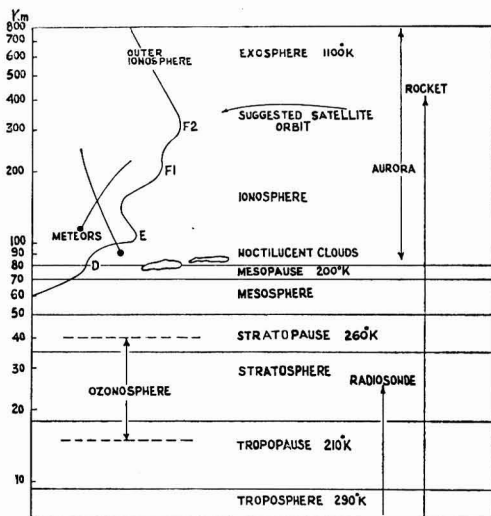 Y.m
800
700
600
500
400
300
200
100
90
80
70
60
50
40
30
20
10
OUTER
IONOSPHERE
EXOSPHERE 1100°K
ROCKET
SUGGESTED SATELLITE
ORBIT
F2
F1
AURORA
IONOSPHERE
METEORS
E
NOCTILUCENT CLOUDS
D
MESOPAUSE 200°K
MESOSPHERE
STRATOPAUSE 260°K
STRATOSPHERE
OZONOSPHERE
RADIOSONDE
TROPOPAUSE 210°K
TROPOSPHERE 290°K